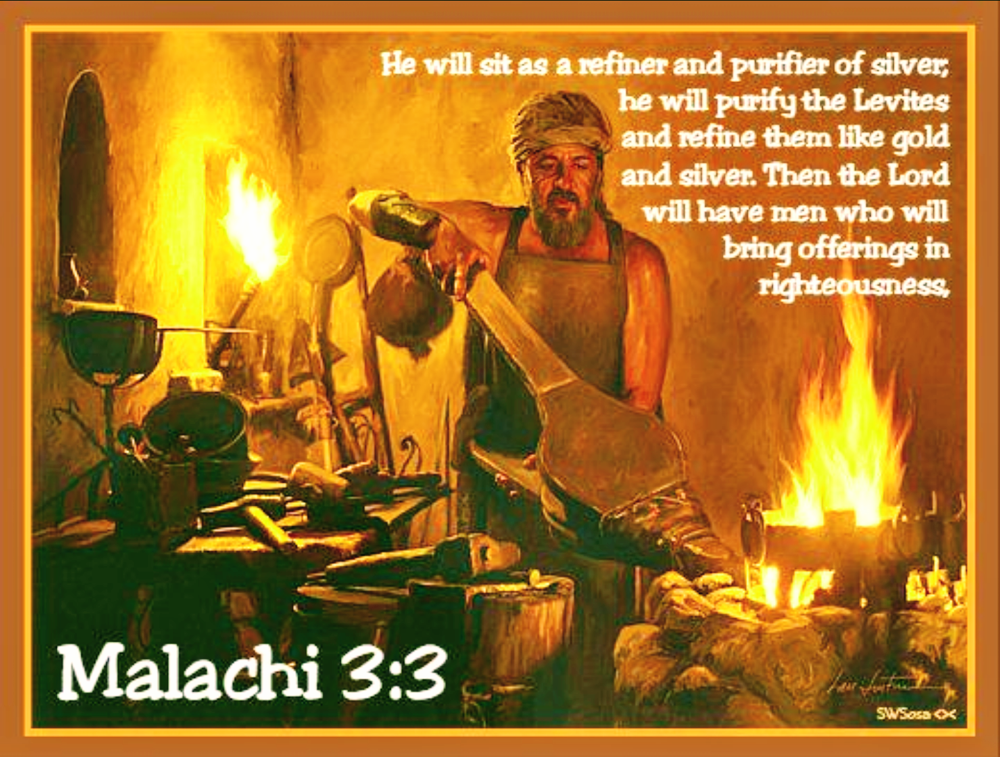 He will sit as a refiner and purifier of silver;
he will purify the Levites
and refine them like gold
and silver. Then the Lord
will have men who will
bring offerings in
righteousness,
Malachi 3:3
SWSosa